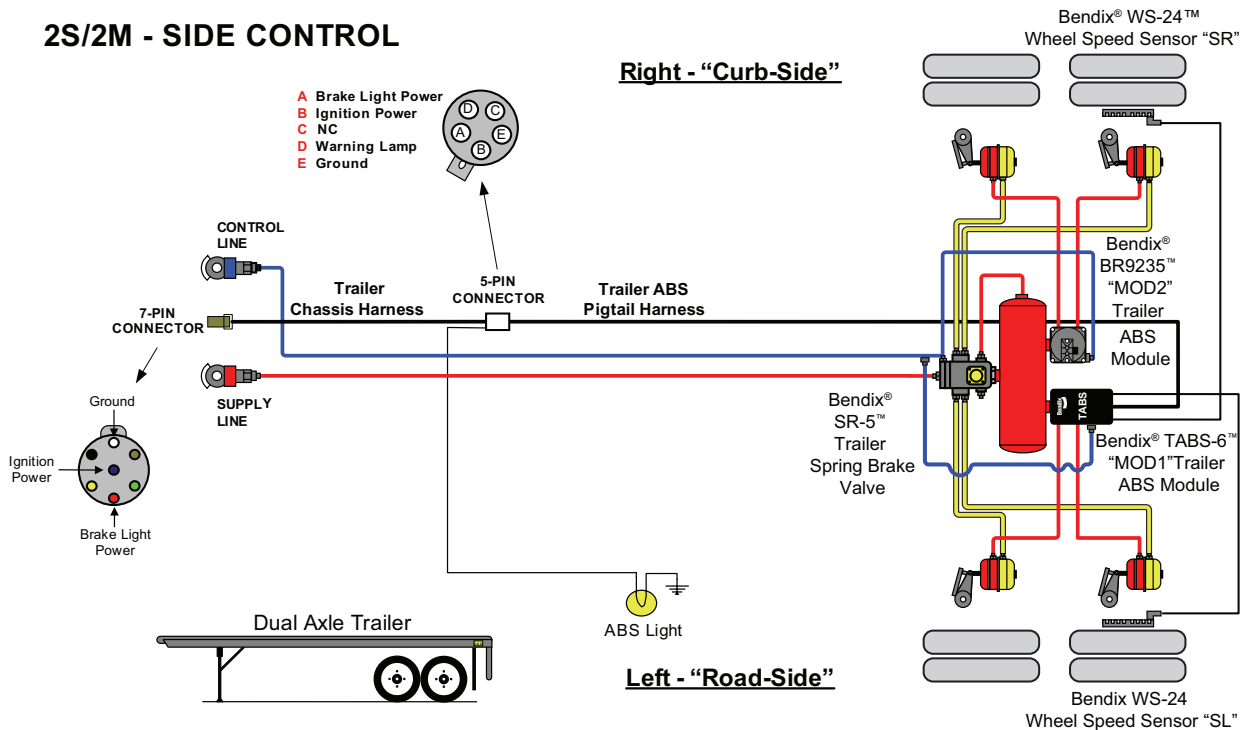 2S/2M - SIDE CONTROL
Bendix® WS-24™
Wheel Speed Sensor “SR”
Right - “Curb-Side”
A Brake Light Power
B Ignition Power
C NC
D Warning Lamp
E Ground
D
C
A
E
B
CONTROL
LINE
5-PIN
CONNECTOR
Trailer
Chassis Harness
Trailer ABS
Pigtail Harness
7-PIN
CONNECTOR
SUPPLY
LINE
Bendix®
BR9235™
“MOD2”
Trailer
ABS
Module
Bendix®
SR-5™
Trailer
Spring Brake
Valve
Bendix
TABS
Bendix® TABS-6™
“MOD1”Trailer
ABS Module
Ground
Ignition
Power
Brake Light
Power
ABS Light
Dual Axle Trailer
Left - “Road-Side”
Bendix WS-24
Wheel Speed Sensor “SL”